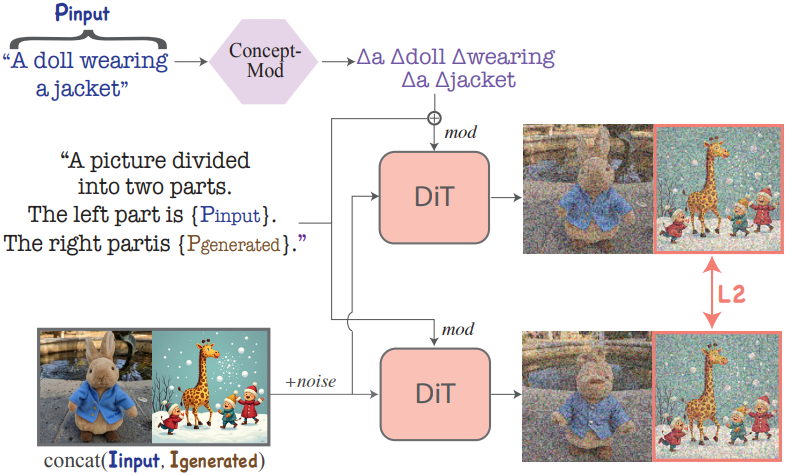 Pinput
“A doll wearing
a jacket”
Concept-
Mod
Δa Δdoll Δwearing
Δa Δjacket
mod
“A picture divided
into two parts.
The left part is {Pinput}.
The right partis {Pgenerated}.”
DiT
L2
mod
+noise
DiT
concat(Iinput, Igenerated)